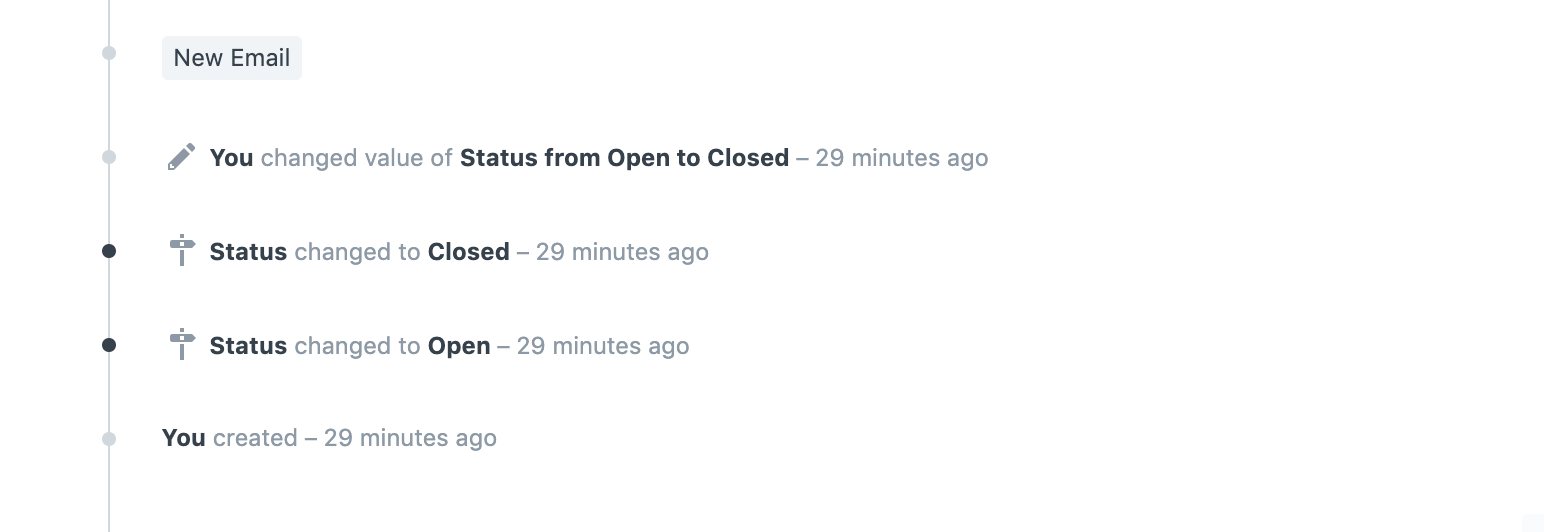 New Email
You changed value of Status from Open to Closed – 29 minutes ago
Status changed to Closed – 29 minutes ago
Status changed to Open – 29 minutes ago
You created – 29 minutes ago